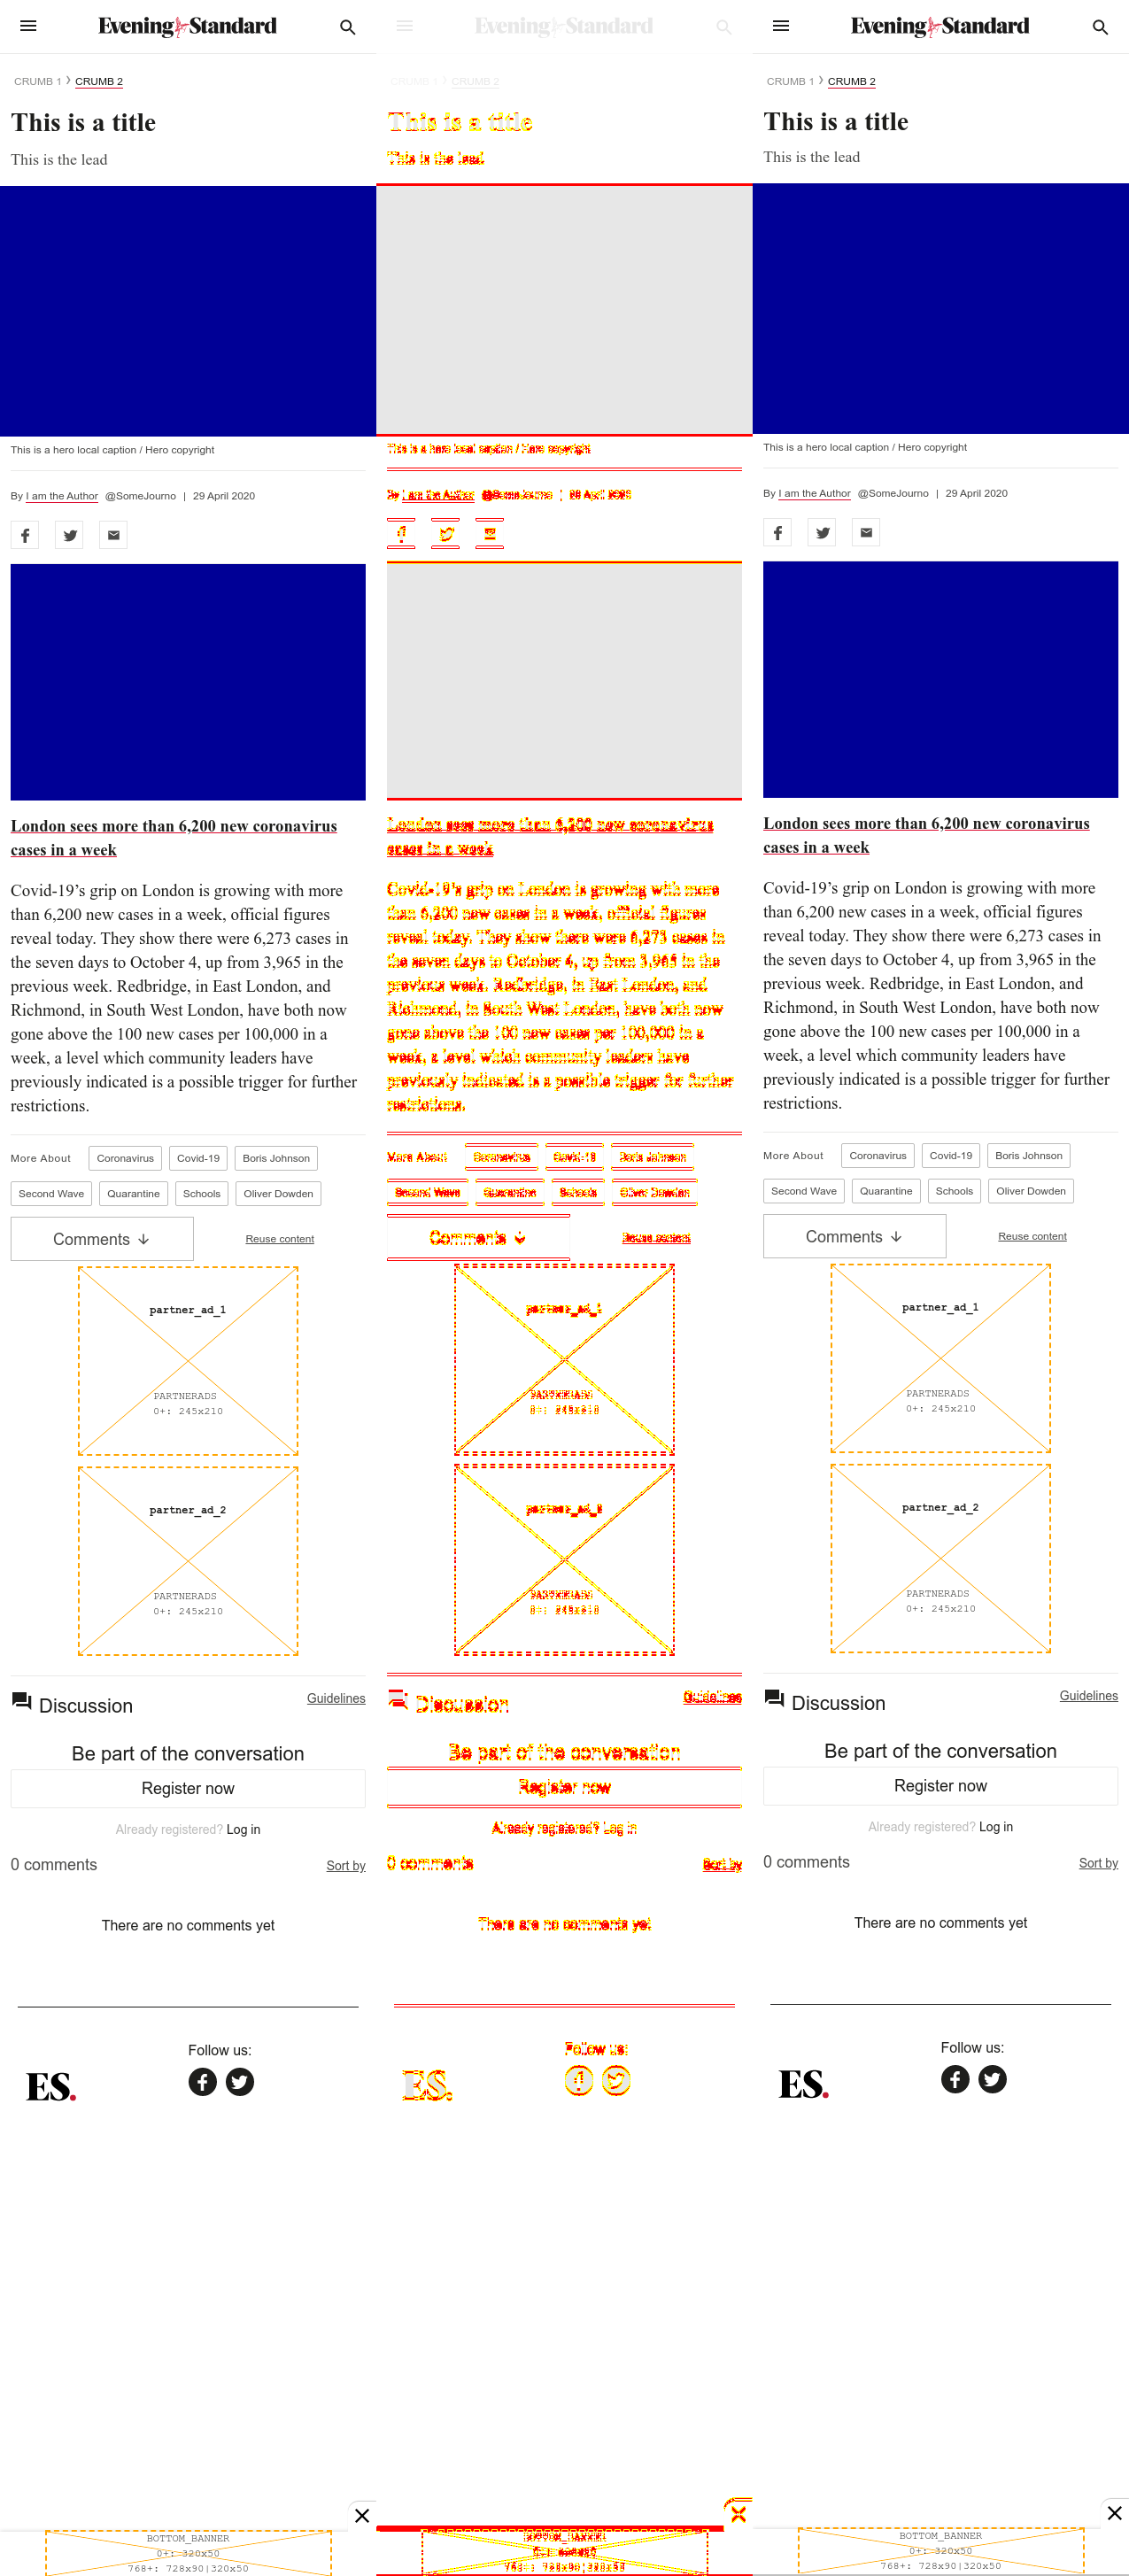 Evening Standard
CRUMB 1 › CRUMB 2
This is a title
This is the lead
This is a hero local caption / Hero copyright
By I am the Author @SomeJourno | 29 April 2020
London sees more than 6,200 new coronavirus
cases in a week
Covid-19’s grip on London is growing with more
than 6,200 new cases in a week, official figures
reveal today. They show there were 6,273 cases in
the seven days to October 4, up from 3,965 in the
previous week. Redbridge, in East London, and
Richmond, in South West London, have both now
gone above the 100 new cases per 100,000 in a
week, a level which community leaders have
previously indicated is a possible trigger for further
restrictions.
More About Coronavirus Covid-19 Boris Johnson
Second Wave Quarantine Schools Oliver Dowden
Comments Reuse content
partner_ad_1
PARTNERADS
0+: 245x210
partner_ad_2
PARTNERADS
0+: 245x210
Discussion Guidelines
Be part of the conversation
Register now
Already registered? Log in
0 comments Sort by
There are no comments yet
Follow us:
ES.
BOTTOM_BANNER
0+: 320x50
768+: 728x90|320x50
Evening Standard
CRUMB 1 › CRUMB 2
This is a title
This is the lead
This is a hero local caption / Hero copyright
By I am the Author @SomeJourno | 29 April 2020
London sees more than 6,200 new coronavirus
cases in a week
Covid-19's grip on London is growing with more
than 6,200 new cases in a week, official figures
reveal today. They show there were 6,273 cases in
the seven days to October 4, up from 3,965 in the
previous week. Redbridge, in East London, and
Richmond, in South West London, have both now
gone above the 100 new cases per 100,000 in a
week, a level which community leaders have
previously indicated is a possible trigger for further
restrictions.
More About Coronavirus Covid-19 Boris Johnson
Second Wave Quarantine Schools Oliver Dowden
Comments Reuse content
partner_ad_1
PARTNERADS
0+: 245x210
partner_ad_2
PARTNERADS
0+: 245x210
Discussion Guidelines
Be part of the conversation
Register now
Already registered? Log in
0 comments Sort by
There are no comments yet
Follow us:
ES.
BOTTOM_BANNER
0+: 320x50
768+: 728x90|320x50
Evening Standard
CRUMB 1 › CRUMB 2
This is a title
This is the lead
This is a hero local caption / Hero copyright
By I am the Author @SomeJourno | 29 April 2020
London sees more than 6,200 new coronavirus
cases in a week
Covid-19’s grip on London is growing with more
than 6,200 new cases in a week, official figures
reveal today. They show there were 6,273 cases in
the seven days to October 4, up from 3,965 in the
previous week. Redbridge, in East London, and
Richmond, in South West London, have both now
gone above the 100 new cases per 100,000 in a
week, a level which community leaders have
previously indicated is a possible trigger for further
restrictions.
More About Coronavirus Covid-19 Boris Johnson
Second Wave Quarantine Schools Oliver Dowden
Comments Reuse content
partner_ad_1
PARTNERADS
0+: 245x210
partner_ad_2
PARTNERADS
0+: 245x210
Discussion Guidelines
Be part of the conversation
Register now
Already registered? Log in
0 comments Sort by
There are no comments yet
Follow us:
ES.
BOTTOM_BANNER
0+: 320x50
768+: 728x90|320x50